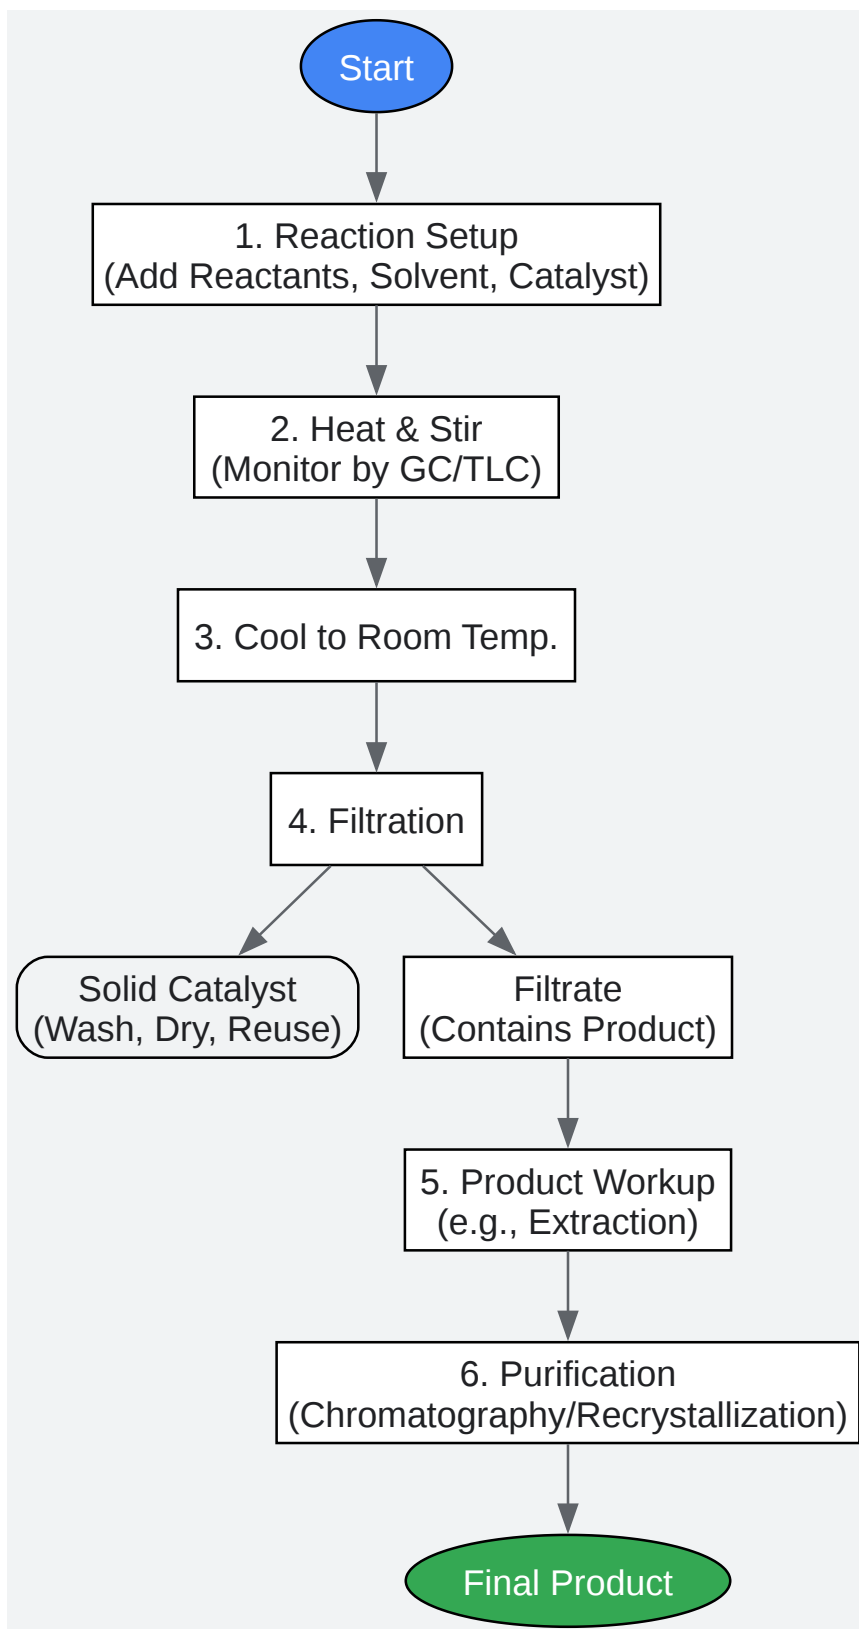 Start
1. Reaction Setup
(Add Reactants, Solvent, Catalyst)
2. Heat & Stir
(Monitor by GC/TLC)
3. Cool to Room Temp.
4. Filtration
Solid Catalyst
(Wash, Dry, Reuse)
Filtrate
(Contains Product)
5. Product Workup
(e.g., Extraction)
6. Purification
(Chromatography/Recrystallization)
Final Product